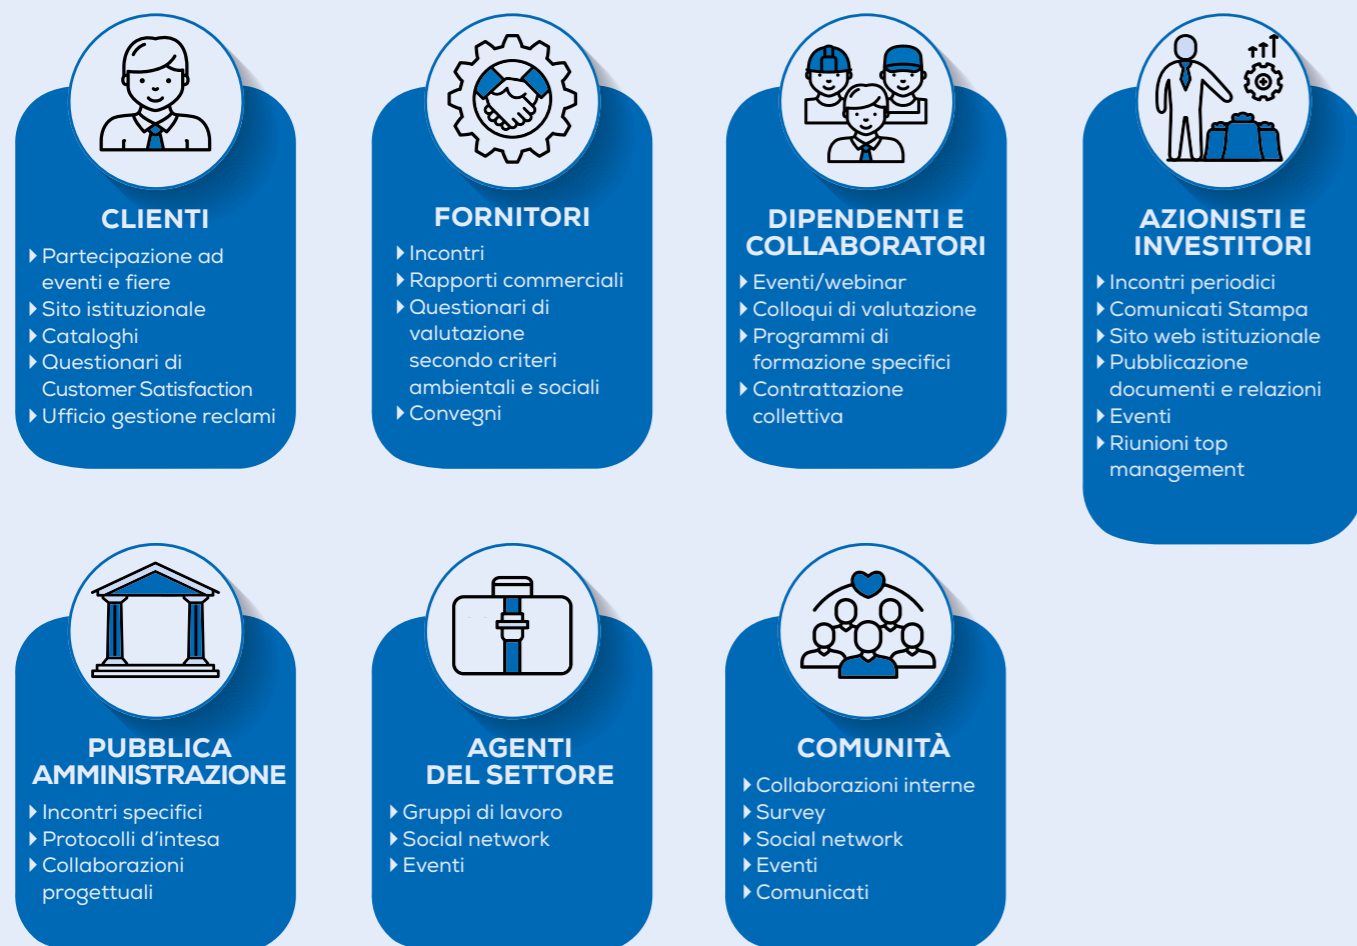 CLIENTI
Partecipazione ad
eventi e fiere
Sito istituzionale
Cataloghi
Questionari di
Customer Satisfaction
Ufficio gestione reclami
FORNITORI
Incontri
Rapporti commerciali
Questionari di
valutazione
secondo criteri
ambientali e sociali
Convegni
DIPENDENTI E
COLLABORATORI
Eventi/webinar
Colloqui di valutazione
Programmi di
formazione specifici
Contrattazione
collettiva
AZIONISTI E
INVESTITORI
Incontri periodici
Comunicati Stampa
Sito web istituzionale
Pubblicazione
documenti e relazioni
Eventi
Riunioni top
management
PUBBLICA
AMMINISTRAZIONE
Incontri specifici
Protocolli d'intesa
Collaborazioni
progettuali
AGENTI
DEL SETTORE
Gruppi di lavoro
Social network
Eventi
COMUNITÀ
Collaborazioni interne
Survey
Social network
Eventi
Comunicati